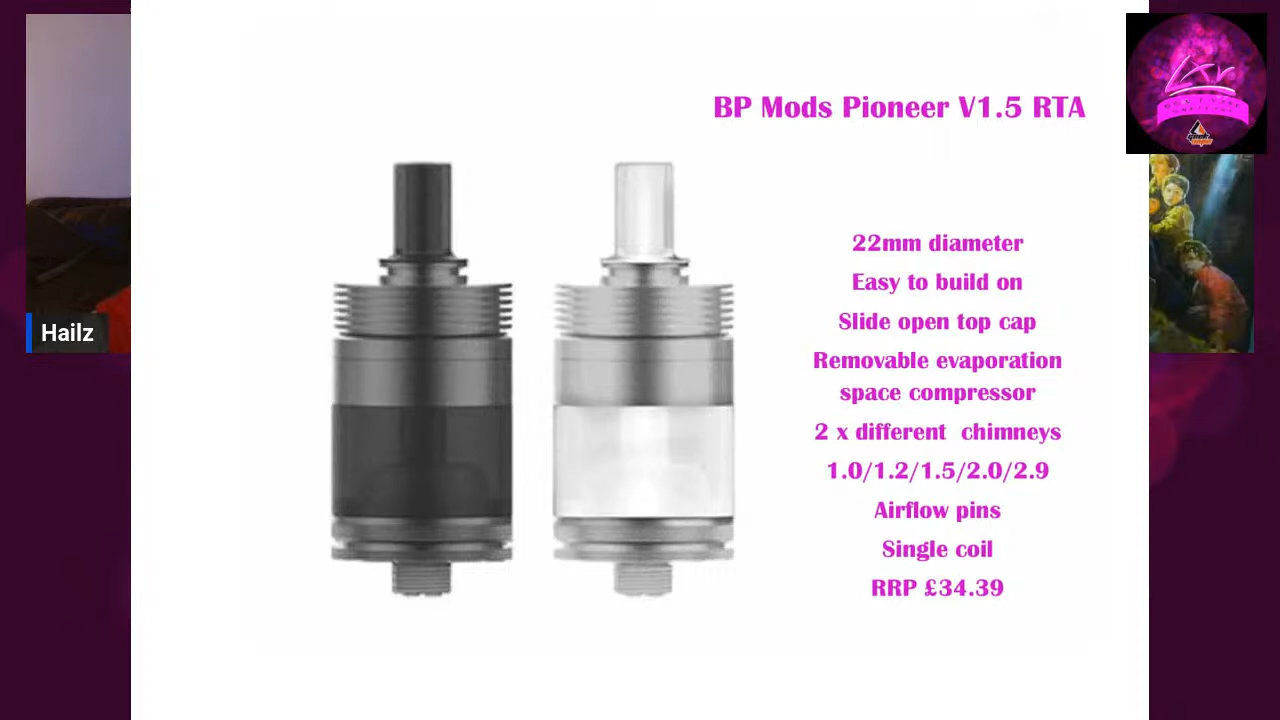 BP Mods Pioneer V1.5 RTA
22mm diameter
Easy to build on
Slide open top cap
Removable evaporation
space compressor
2 x different chimneys
1.0/1.2/1.5/2.0/2.9
Airflow pins
Single coil
RRP £34.39
Hailz